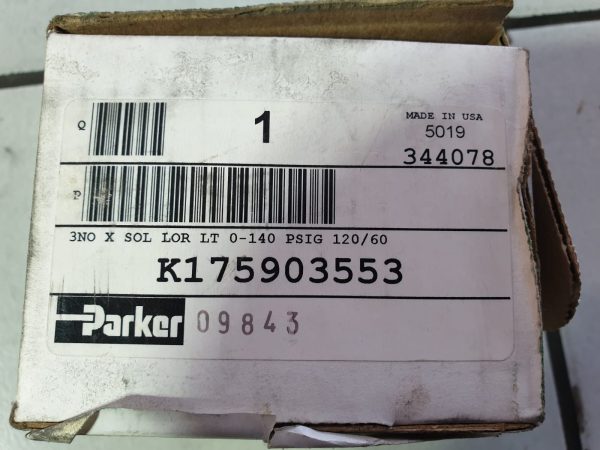 Q
1
MADE IN USA
5019
344078
P
3NO X SOL LOR LT 0-140 PSIG 120/60
K175903553
Parker 09843